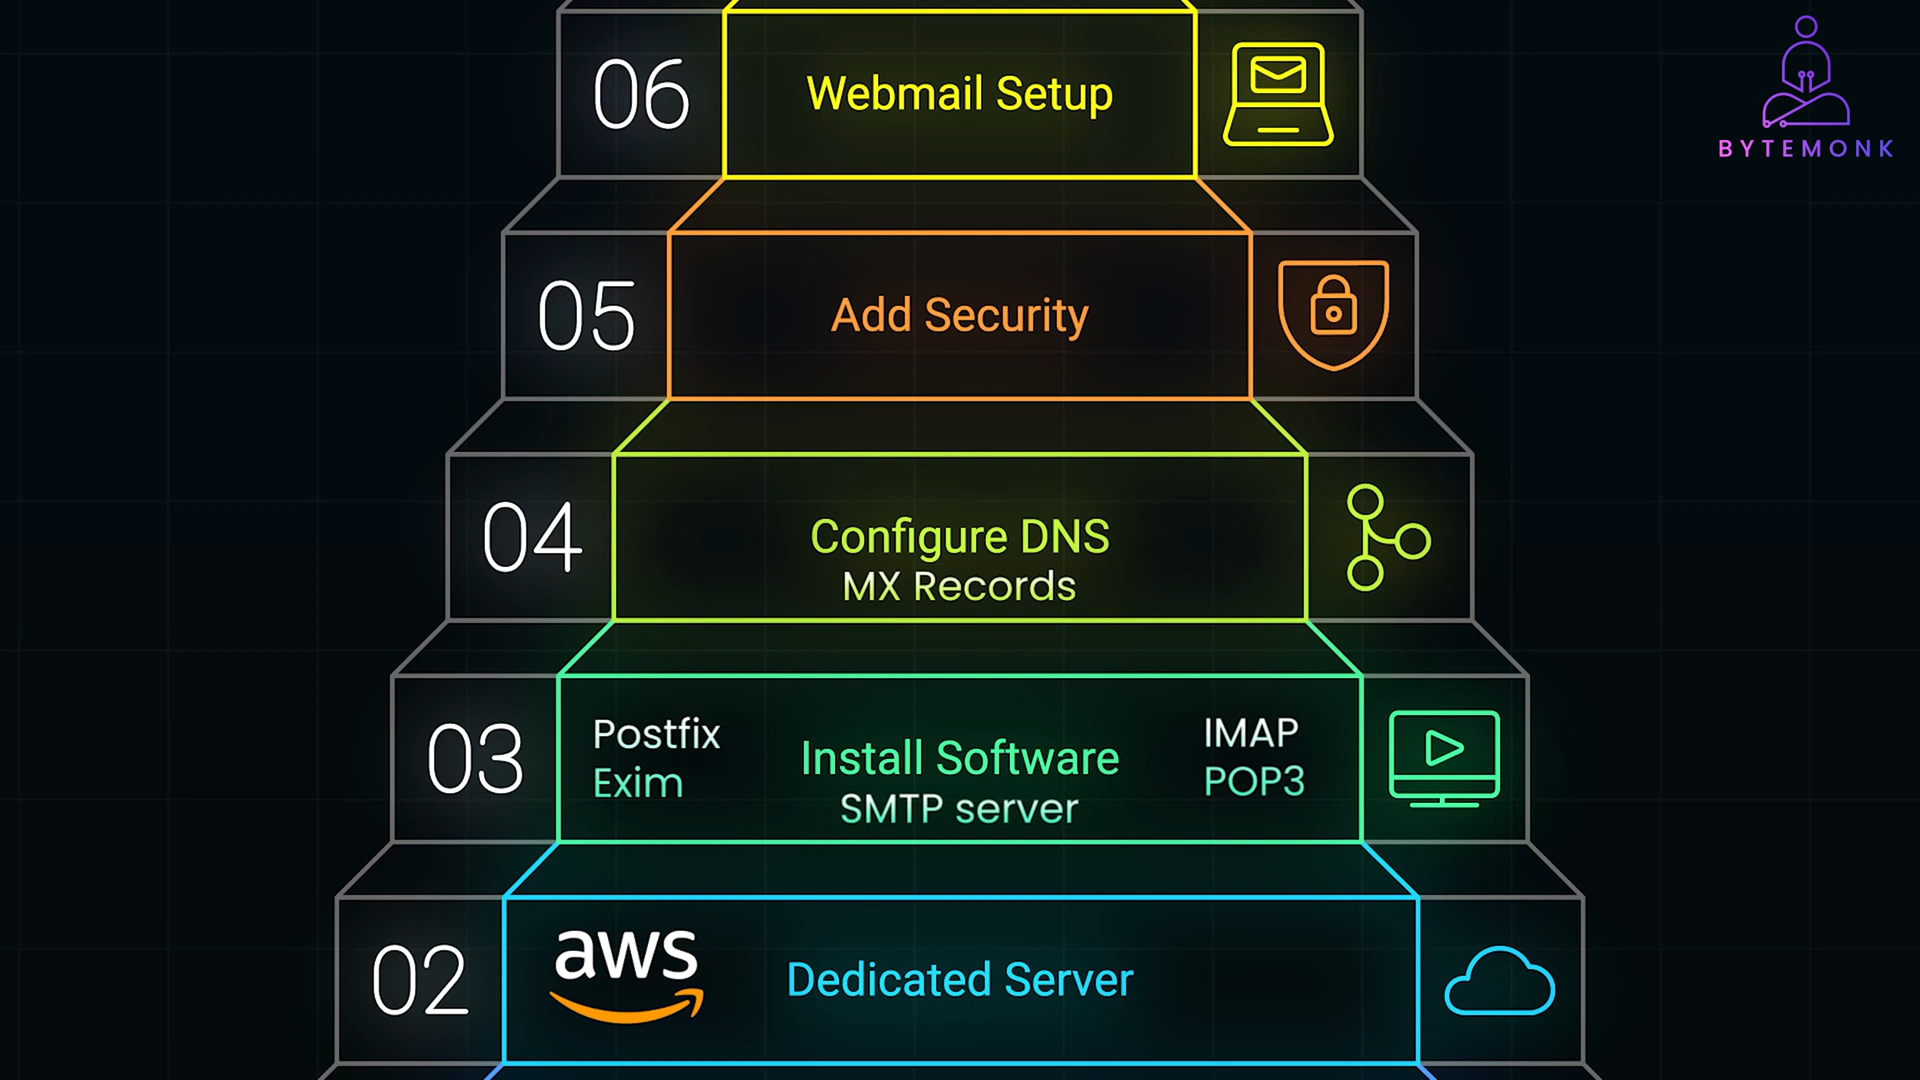 06
Webmail Setup
BYTEMONK
05
Add Security
04
Configure DNS
MX Records
03
Postfix
Exim
Install Software
SMTP server
IMAP
POP3
02
aws
Dedicated Server